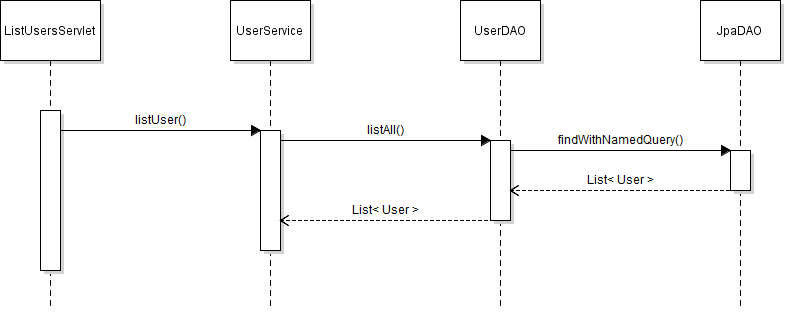 ListUsersServlet
UserService
UserDAO
JpaDAO
listUser()
listAll()
findWithNamedQuery()
List< User >
List< User >